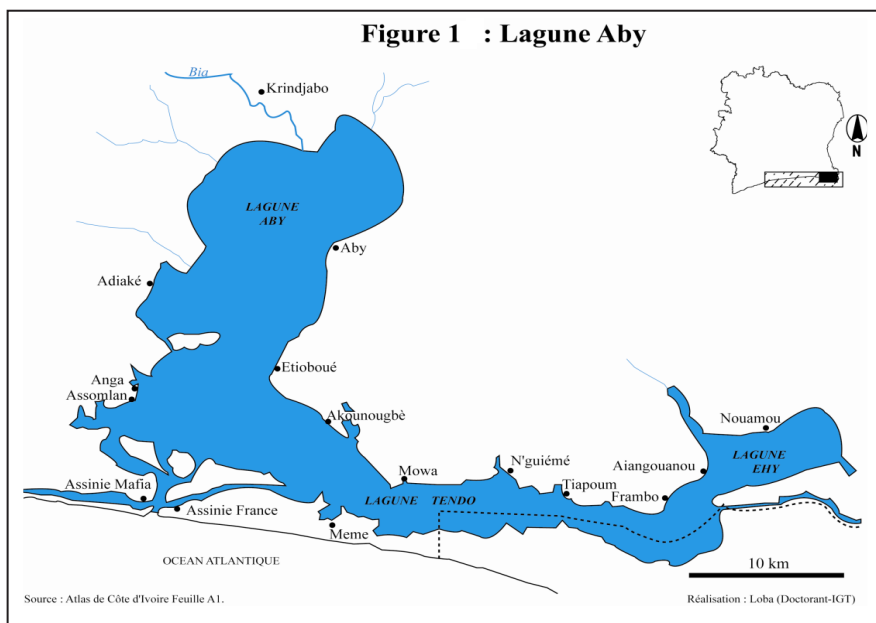 Figure 1 : Lagune Aby
Bia
Krindjabo
N
LAGUNE
ABY
Aby
Adiaké
Etioboué
Anga
Assomlan
Akounougbè
Nouamou
N'guiémé
Mowa
Aiangouanou
LAGUNE
EHY
Tiapoum
Assinie Mafia
LAGUNE TENDO
Frambo
Assinie France
Meme
OCEAN ATLANTIQUE
10 km
Source : Atlas de Côte d'Ivoire Feuille A1.
Réalisation : Loba (Doctorant-IGT)